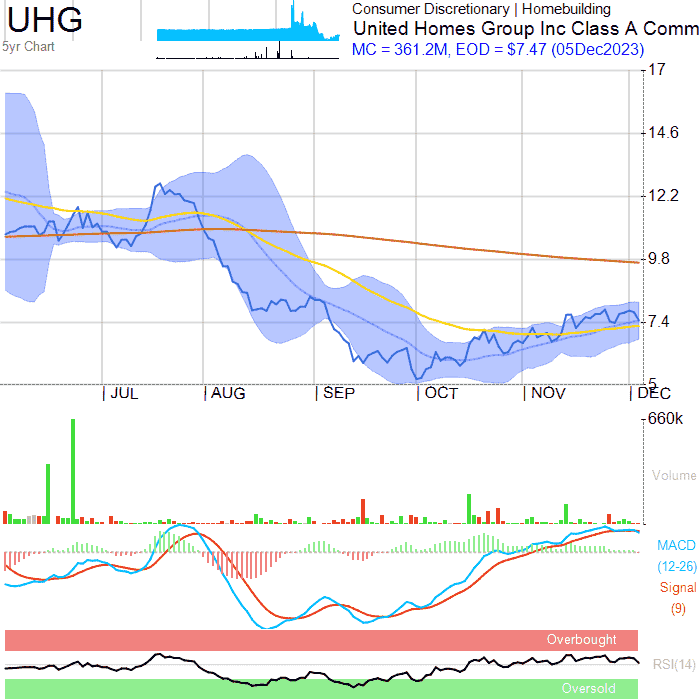 UHG
5yr Chart
Consumer Discretionary | Homebuilding
United Homes Group Inc Class A Comm
MC = 361.2M, EOD = $7.47 (05Dec2023)
17
14.6
12.2
9.8
7.4
5
JUL
AUG
SEP
OCT
NOV
DEC
660k
Volume
MACD
(12-26)
Signal
(9)
Overbought
RSI(14)
Oversold